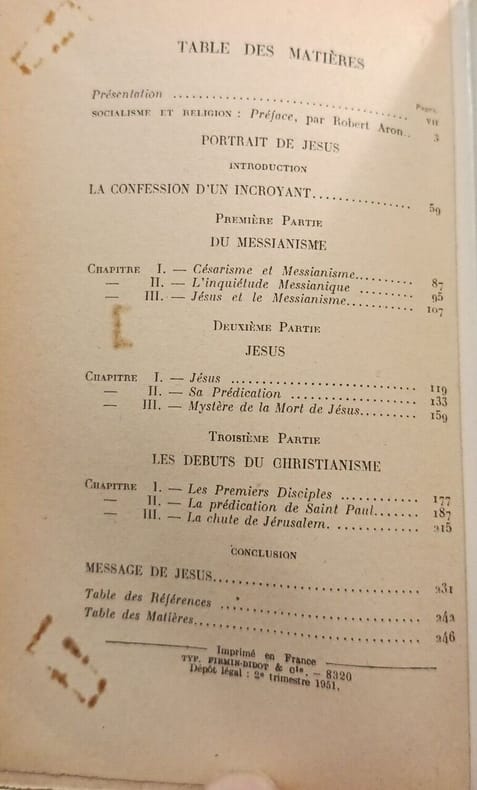 TABLE DES MATIÈRES
Pages.
Présentation .................... VII
SOCIALISME ET RELIGION : Préface, par Robert Aron.. 3
PORTRAIT DE JESUS
INTRODUCTION
LA CONFESSION D'UN INCROYANT.............. 59
PREMIÈRE PARTIE
DU MESSIANISME
CHAPITRE I. — Césarisme et Messianisme.......... 87
— II. — L'inquiétude Messianique ......... 95
— III. — Jésus et le Messianisme........... 107
DEUXIÈME PARTIE
JESUS
CHAPITRE I. — Jésus ........................ 119
— II. — Sa Prédication ................ 133
— III. — Mystère de la Mort de Jésus......... 159
TROISIÈME PARTIE
LES DEBUTS DU CHRISTIANISME
CHAPITRE I. — Les Premiers Disciples ........... 177
— II. — La prédication de Saint Paul....... 187
— III. — La chute de Jérusalem. ............ 215
CONCLUSION
MESSAGE DE JESUS........................ 231
Table des Références ........................ 242
Table des Matières........................... 246
Imprimé en France
TYP. FIRMIN-DIDOT & Cie. — 8320
Dépôt légal : 2e trimestre 1951.